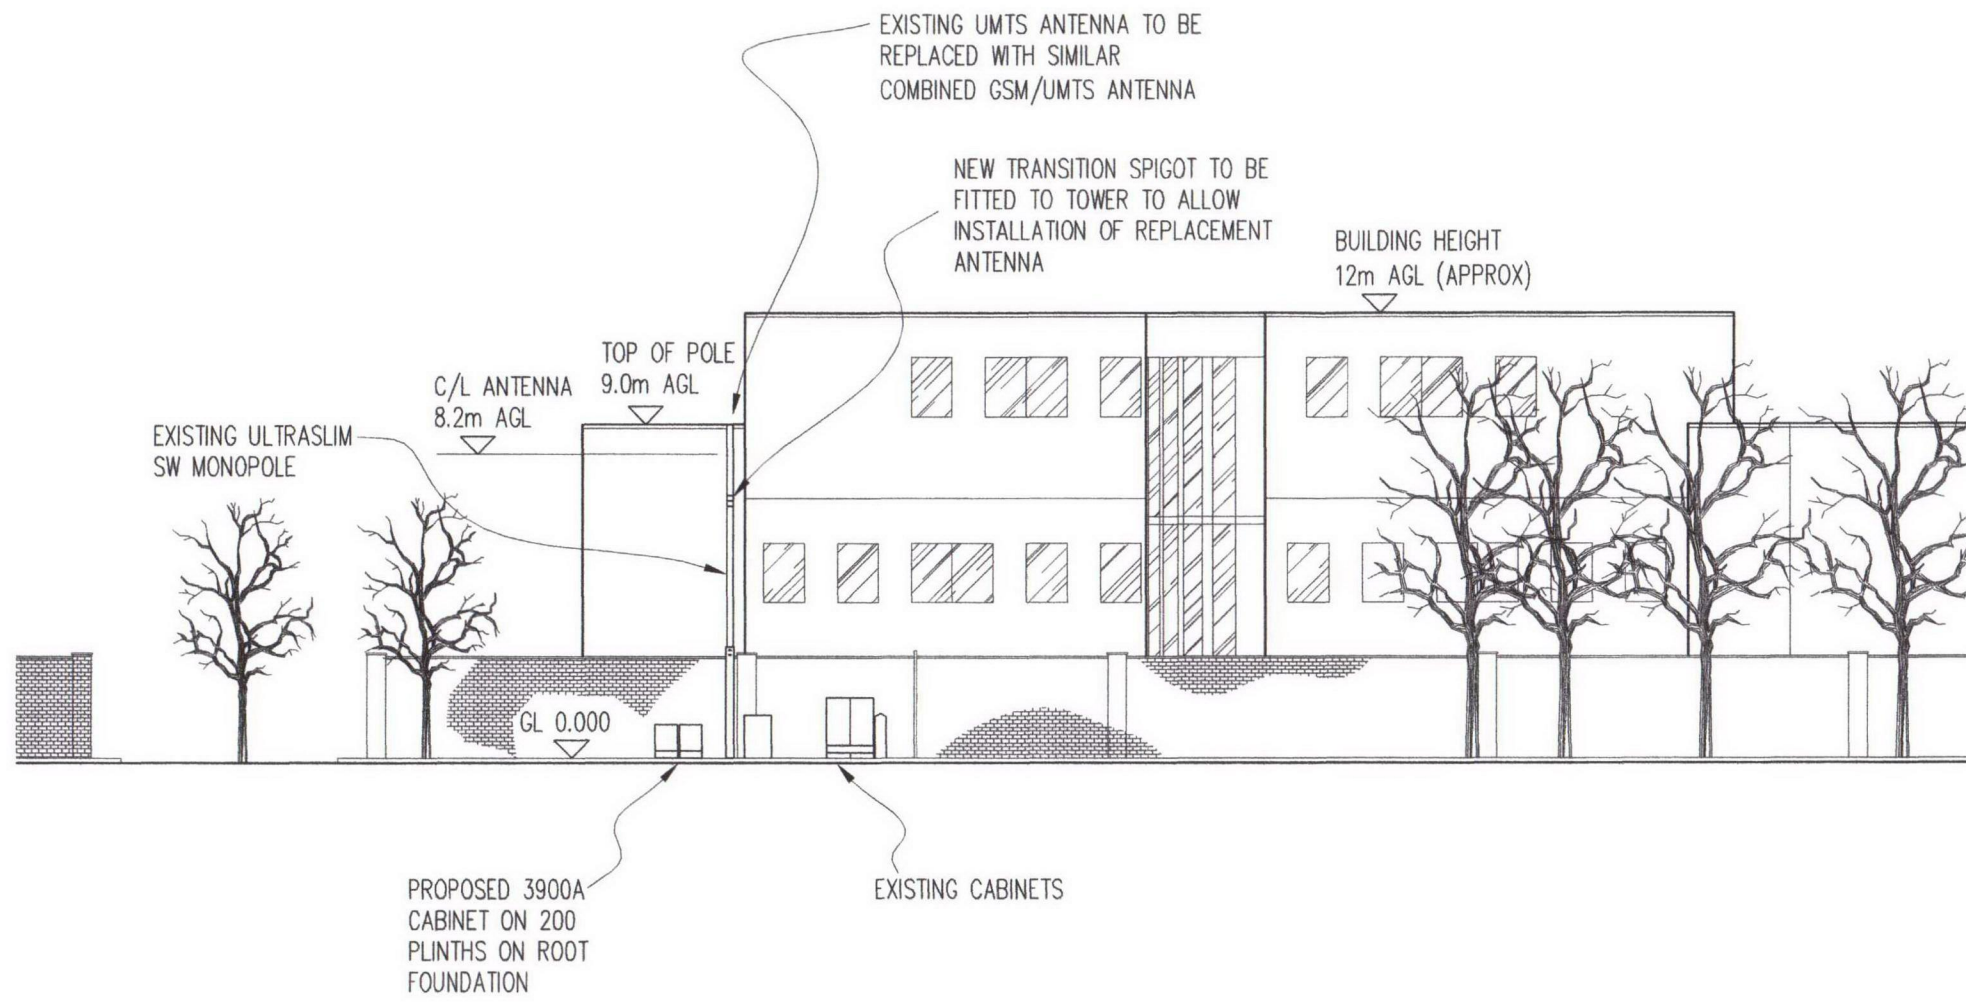 EXISTING UMTS ANTENNA TO BE
REPLACED WITH SIMILAR
COMBINED GSM/UMTS ANTENNA
NEW TRANSITION SPIGOT TO BE
FITTED TO TOWER TO ALLOW
INSTALLATION OF REPLACEMENT
ANTENNA
BUILDING HEIGHT
12m AGL (APPROX)
TOP OF POLE
9.0m AGL
C/L ANTENNA
8.2m AGL
EXISTING ULTRASLIM
SW MONOPOLE
GL 0.000
PROPOSED 3900A
CABINET ON 200
PLINTHS ON ROOT
FOUNDATION
EXISTING CABINETS